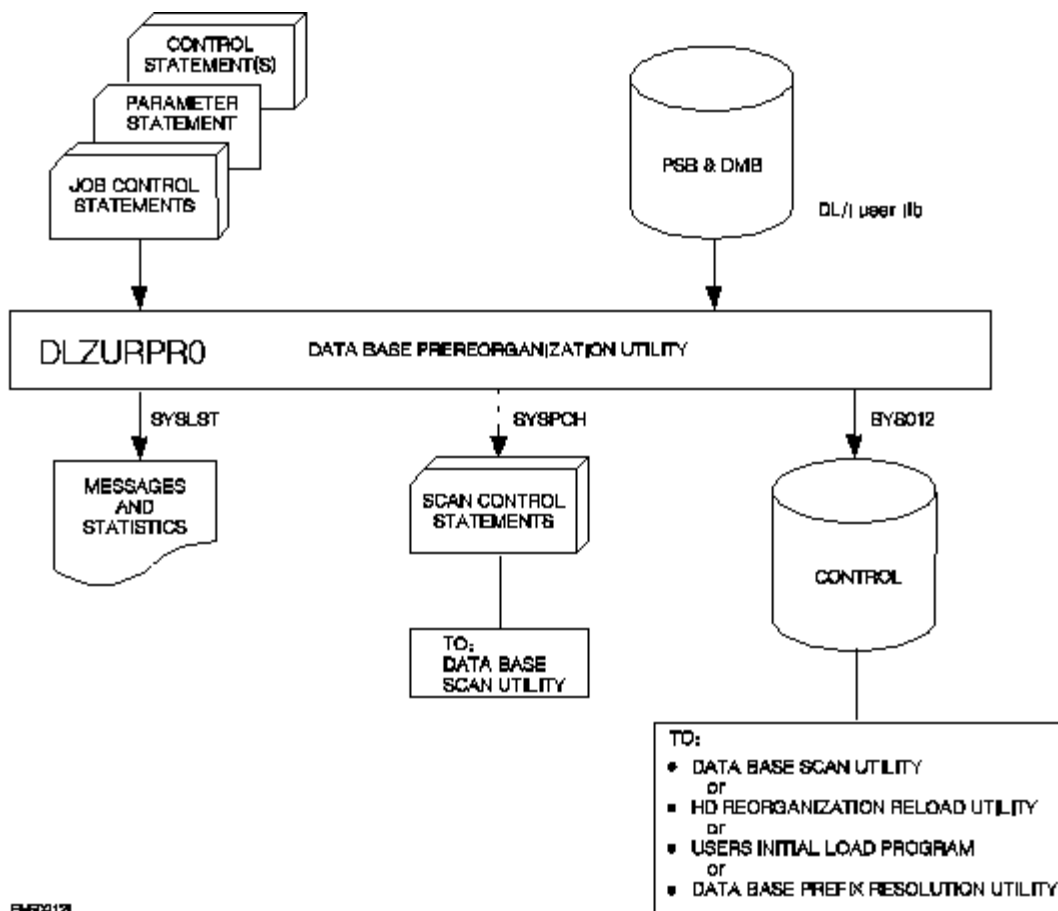 CONTROL
STATEMENT(S)
PARAMETER
STATEMENT
JOB CONTROL
STATEMENTS
PSB & DMB
DL/I user lib
DLZURPR0
DATA BASE PREREORGANIZATION UTILITY
SYSLST
SYSPCH
SYS012
MESSAGES
AND
STATISTICS
SCAN CONTROL
STATEMENTS
CONTROL
TO:
DATA BASE
SCAN UTILITY
TO:
• DATA BASE SCAN UTILITY
or
• HD REORGANIZATION RELOAD UTILITY
or
• USERS INITIAL LOAD PROGRAM
or
• DATA BASE PREFIX RESOLUTION UTILITY